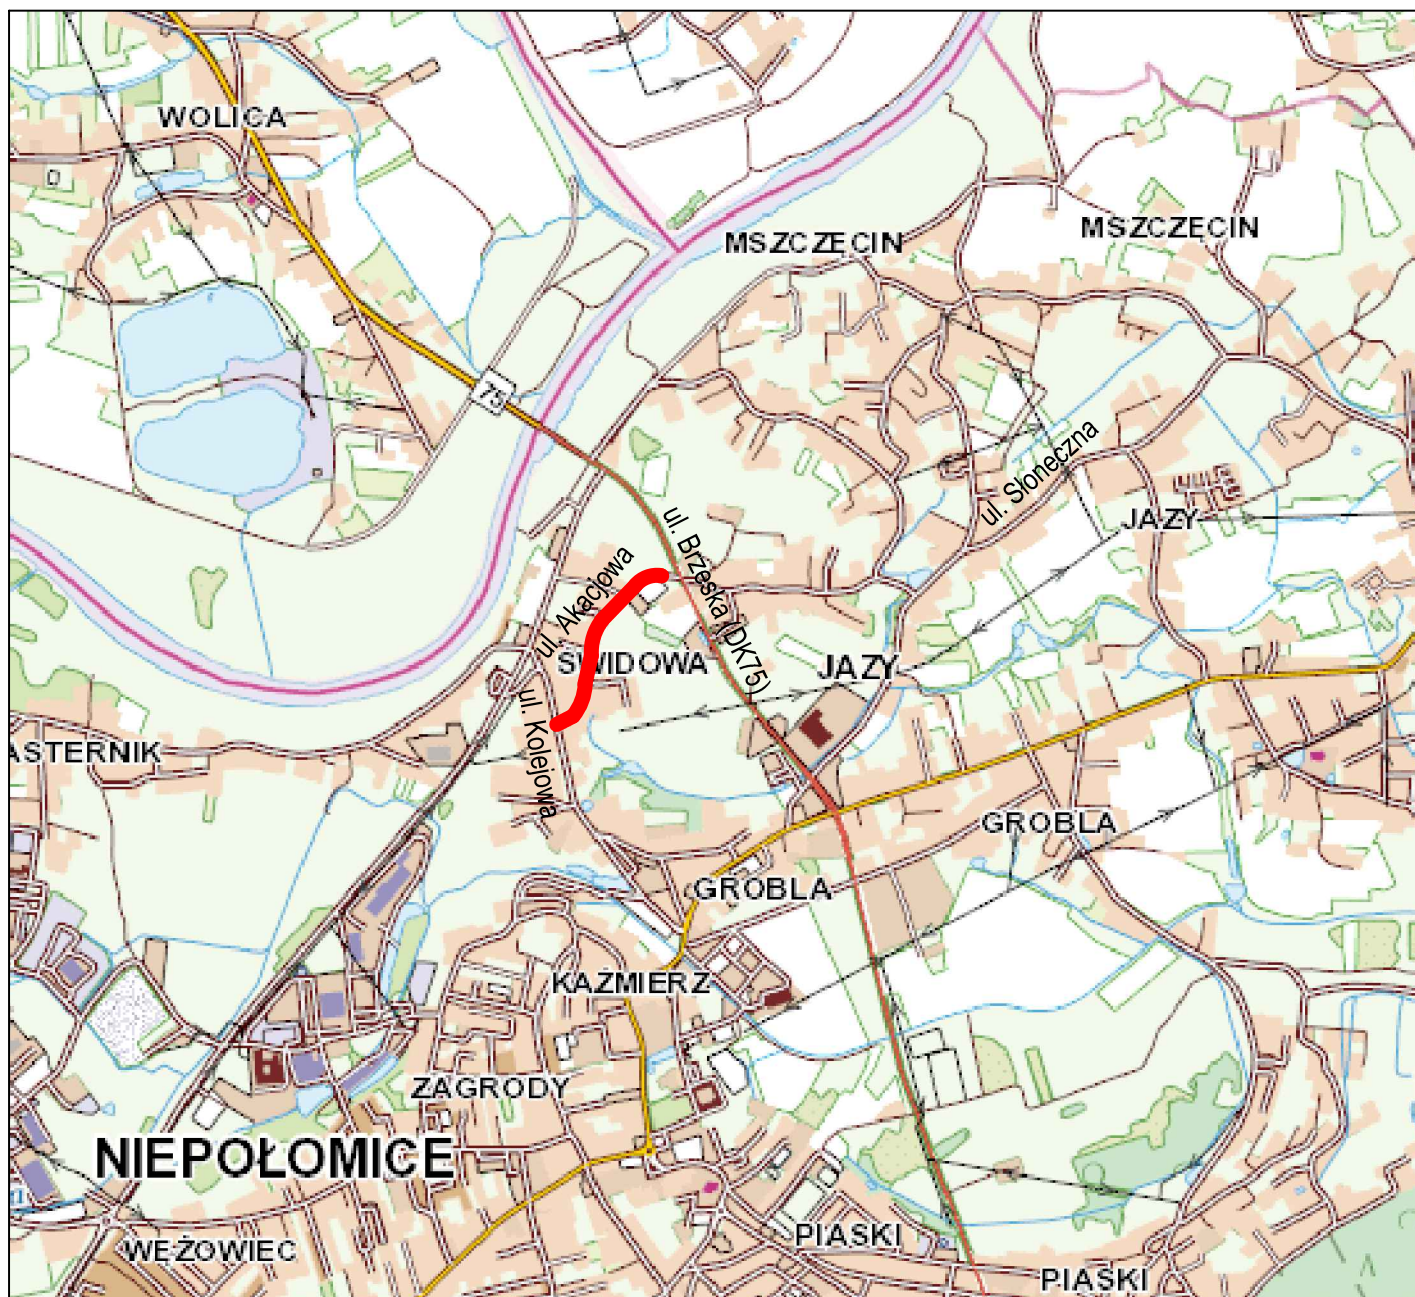 WOLICA
MSZCZĘCIN
MSZCZĘCIN
75
ul. Słoneczna
JAZY
ul. Brzeska (DK75)
ul. Akacjowa
ŚWIDOWA
JAZY
ul. Kolejowa
ASTERNIK
GROBLA
GROBLA
KAZMIERZ
ZAGRODY
NIEPOŁOMICE
WĘŻOWIEC
PIASKI
PIASKI